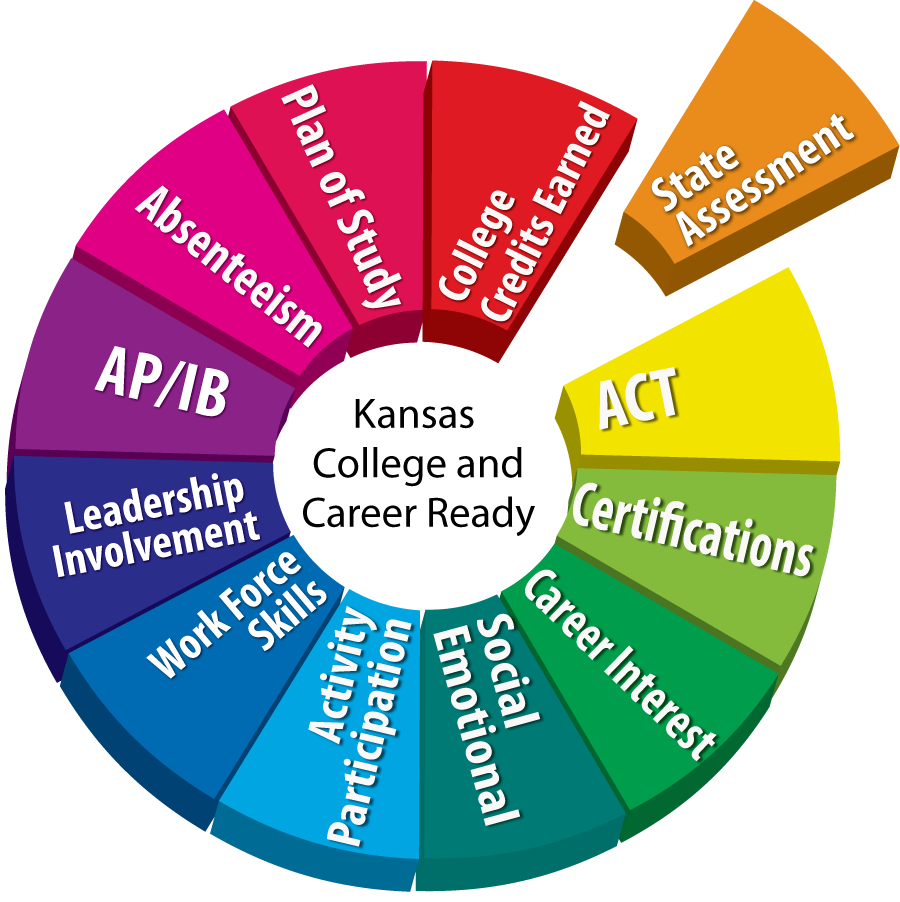 State
Assessment
ACT
Certifications
Career Interest
Social
Emotional
Activity
Participation
Work Force
Skills
Leadership
Involvement
AP/IB
Absenteeism
Plan of Study
College
Credits Earned
Kansas
College and
Career Ready